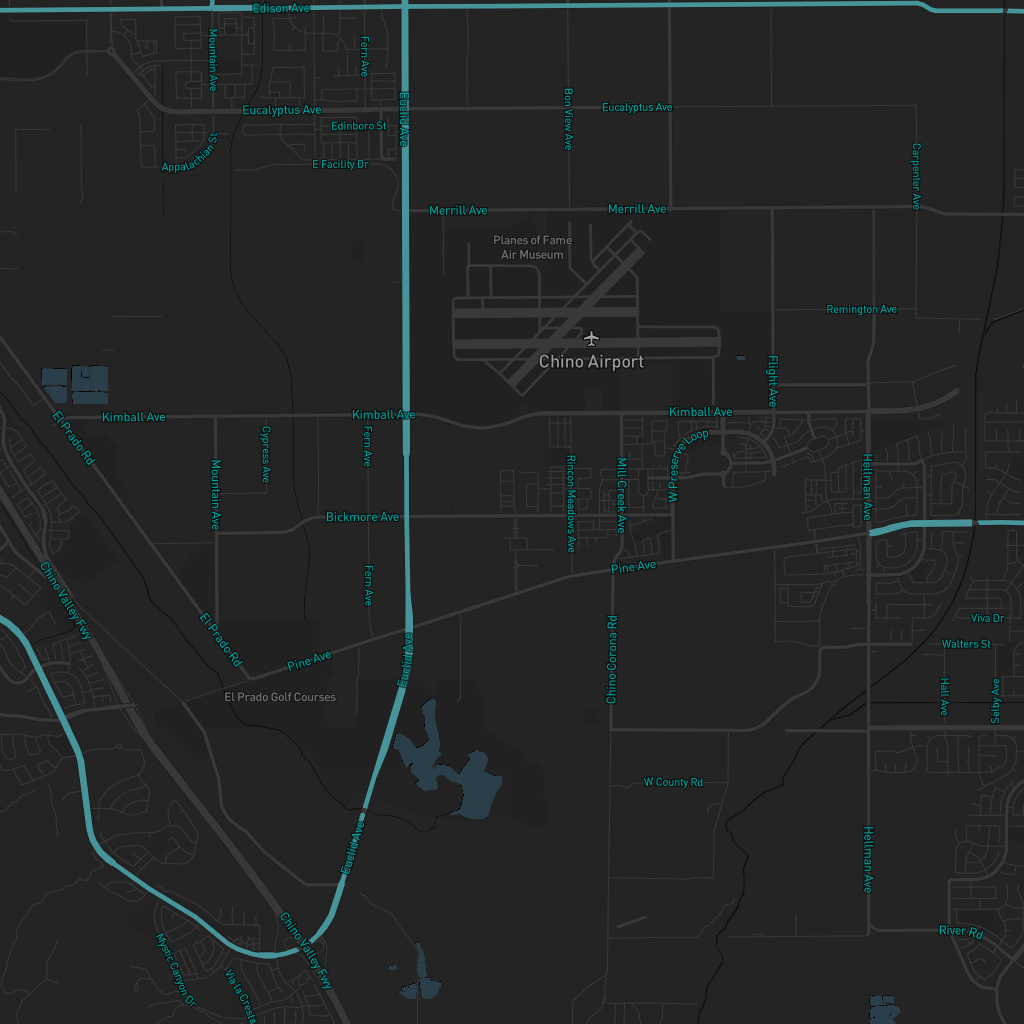 Edison Ave
Mountain Ave
Fern Ave
Euclid Ave
Eucalyptus Ave
Bon View Ave
Eucalyptus Ave
Edinboro St
Appalachian St
E Facility Dr
Carpenter Ave
Merrill Ave
Merrill Ave
Planes of Fame
Air Museum
Remington Ave
Chino Airport
Flight Ave
El Prado Rd
Kimball Ave
Kimball Ave
Kimball Ave
Cypress Ave
Fern Ave
W Preserve Loop
Mountain Ave
Rincon Meadows Ave
Mill Creek Ave
Hellman Ave
Bickmore Ave
Chino Valley Fwy
Fern Ave
Pine Ave
El Prado Rd
Chino Corona Rd
Viva Dr
Walters St
Pine Ave
Euclid Ave
Hall Ave
Selby Ave
El Prado Golf Courses
W County Rd
Euclid Ave
Hellman Ave
Chino Valley Fwy
River Rd
Mystic Canyon Dr
Via la Cresta